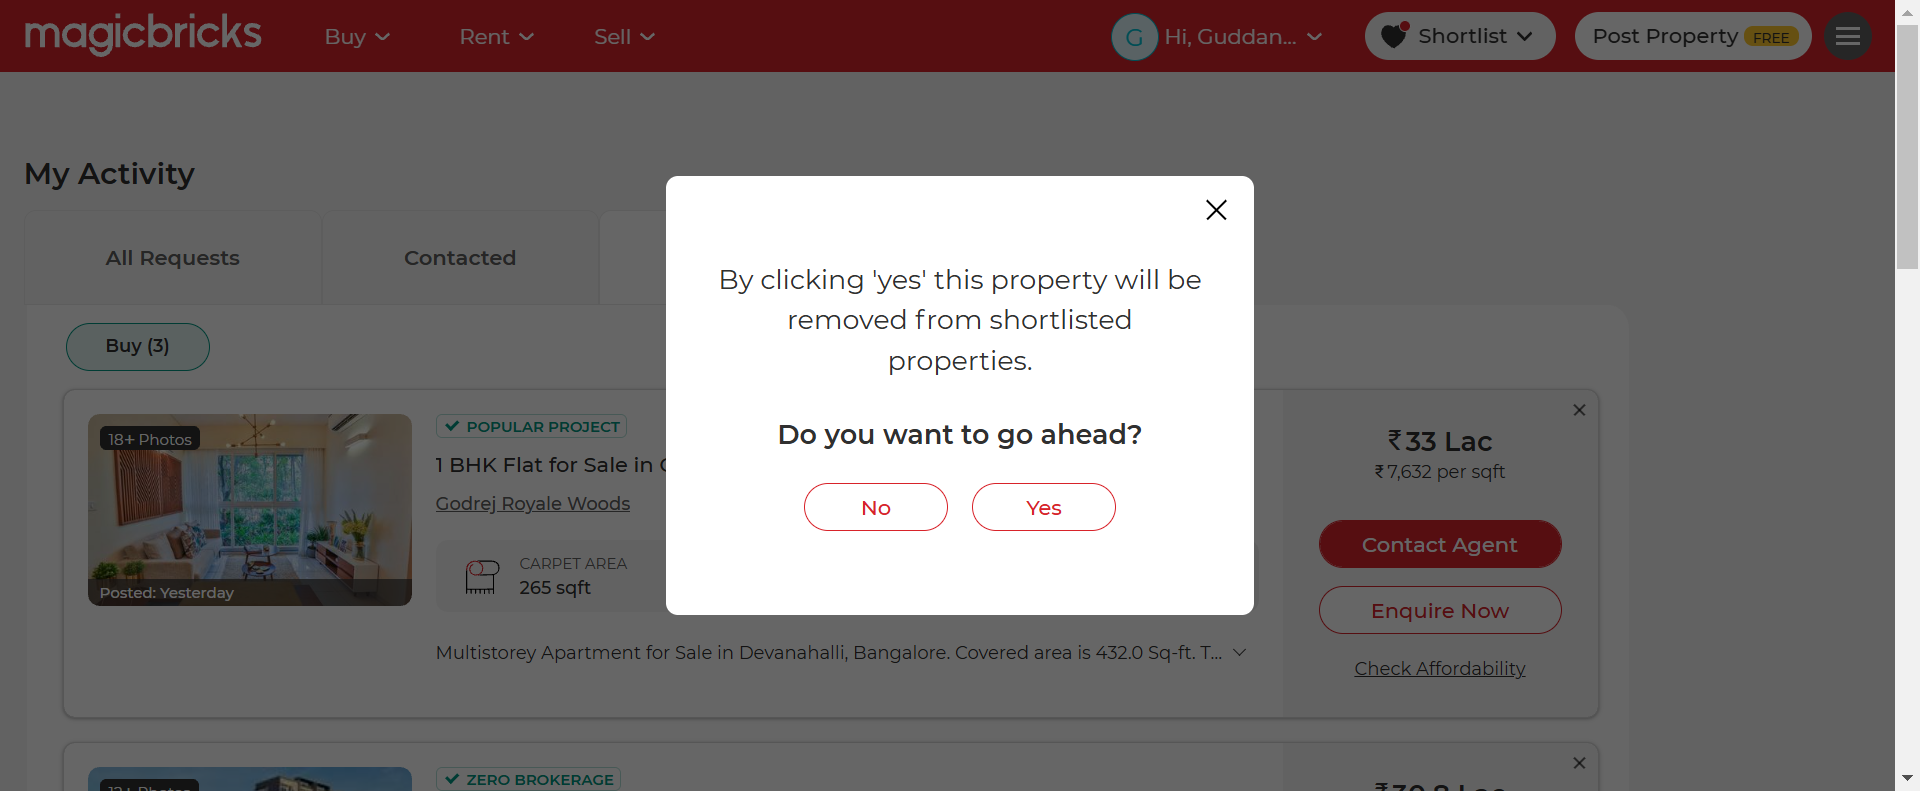 magicbricks
Buy
Rent
Sell
G
Hi, Guddan...
Shortlist
Post Property FREE
My Activity
All Requests
Contacted
By clicking 'yes' this property will be
removed from shortlisted
properties.
Do you want to go ahead?
No
Yes
Buy (3)
18+ Photos
Posted: Yesterday
POPULAR PROJECT
1 BHK Flat for Sale in
Godrej Royale Woods
CARPET AREA
265 sqft
Multistorey Apartment for Sale in Devanahalli, Bangalore. Covered area is 432.0 Sq-ft. T...
₹33 Lac
₹7,632 per sqft
Contact Agent
Enquire Now
Check Affordability
ZERO BROKERAGE